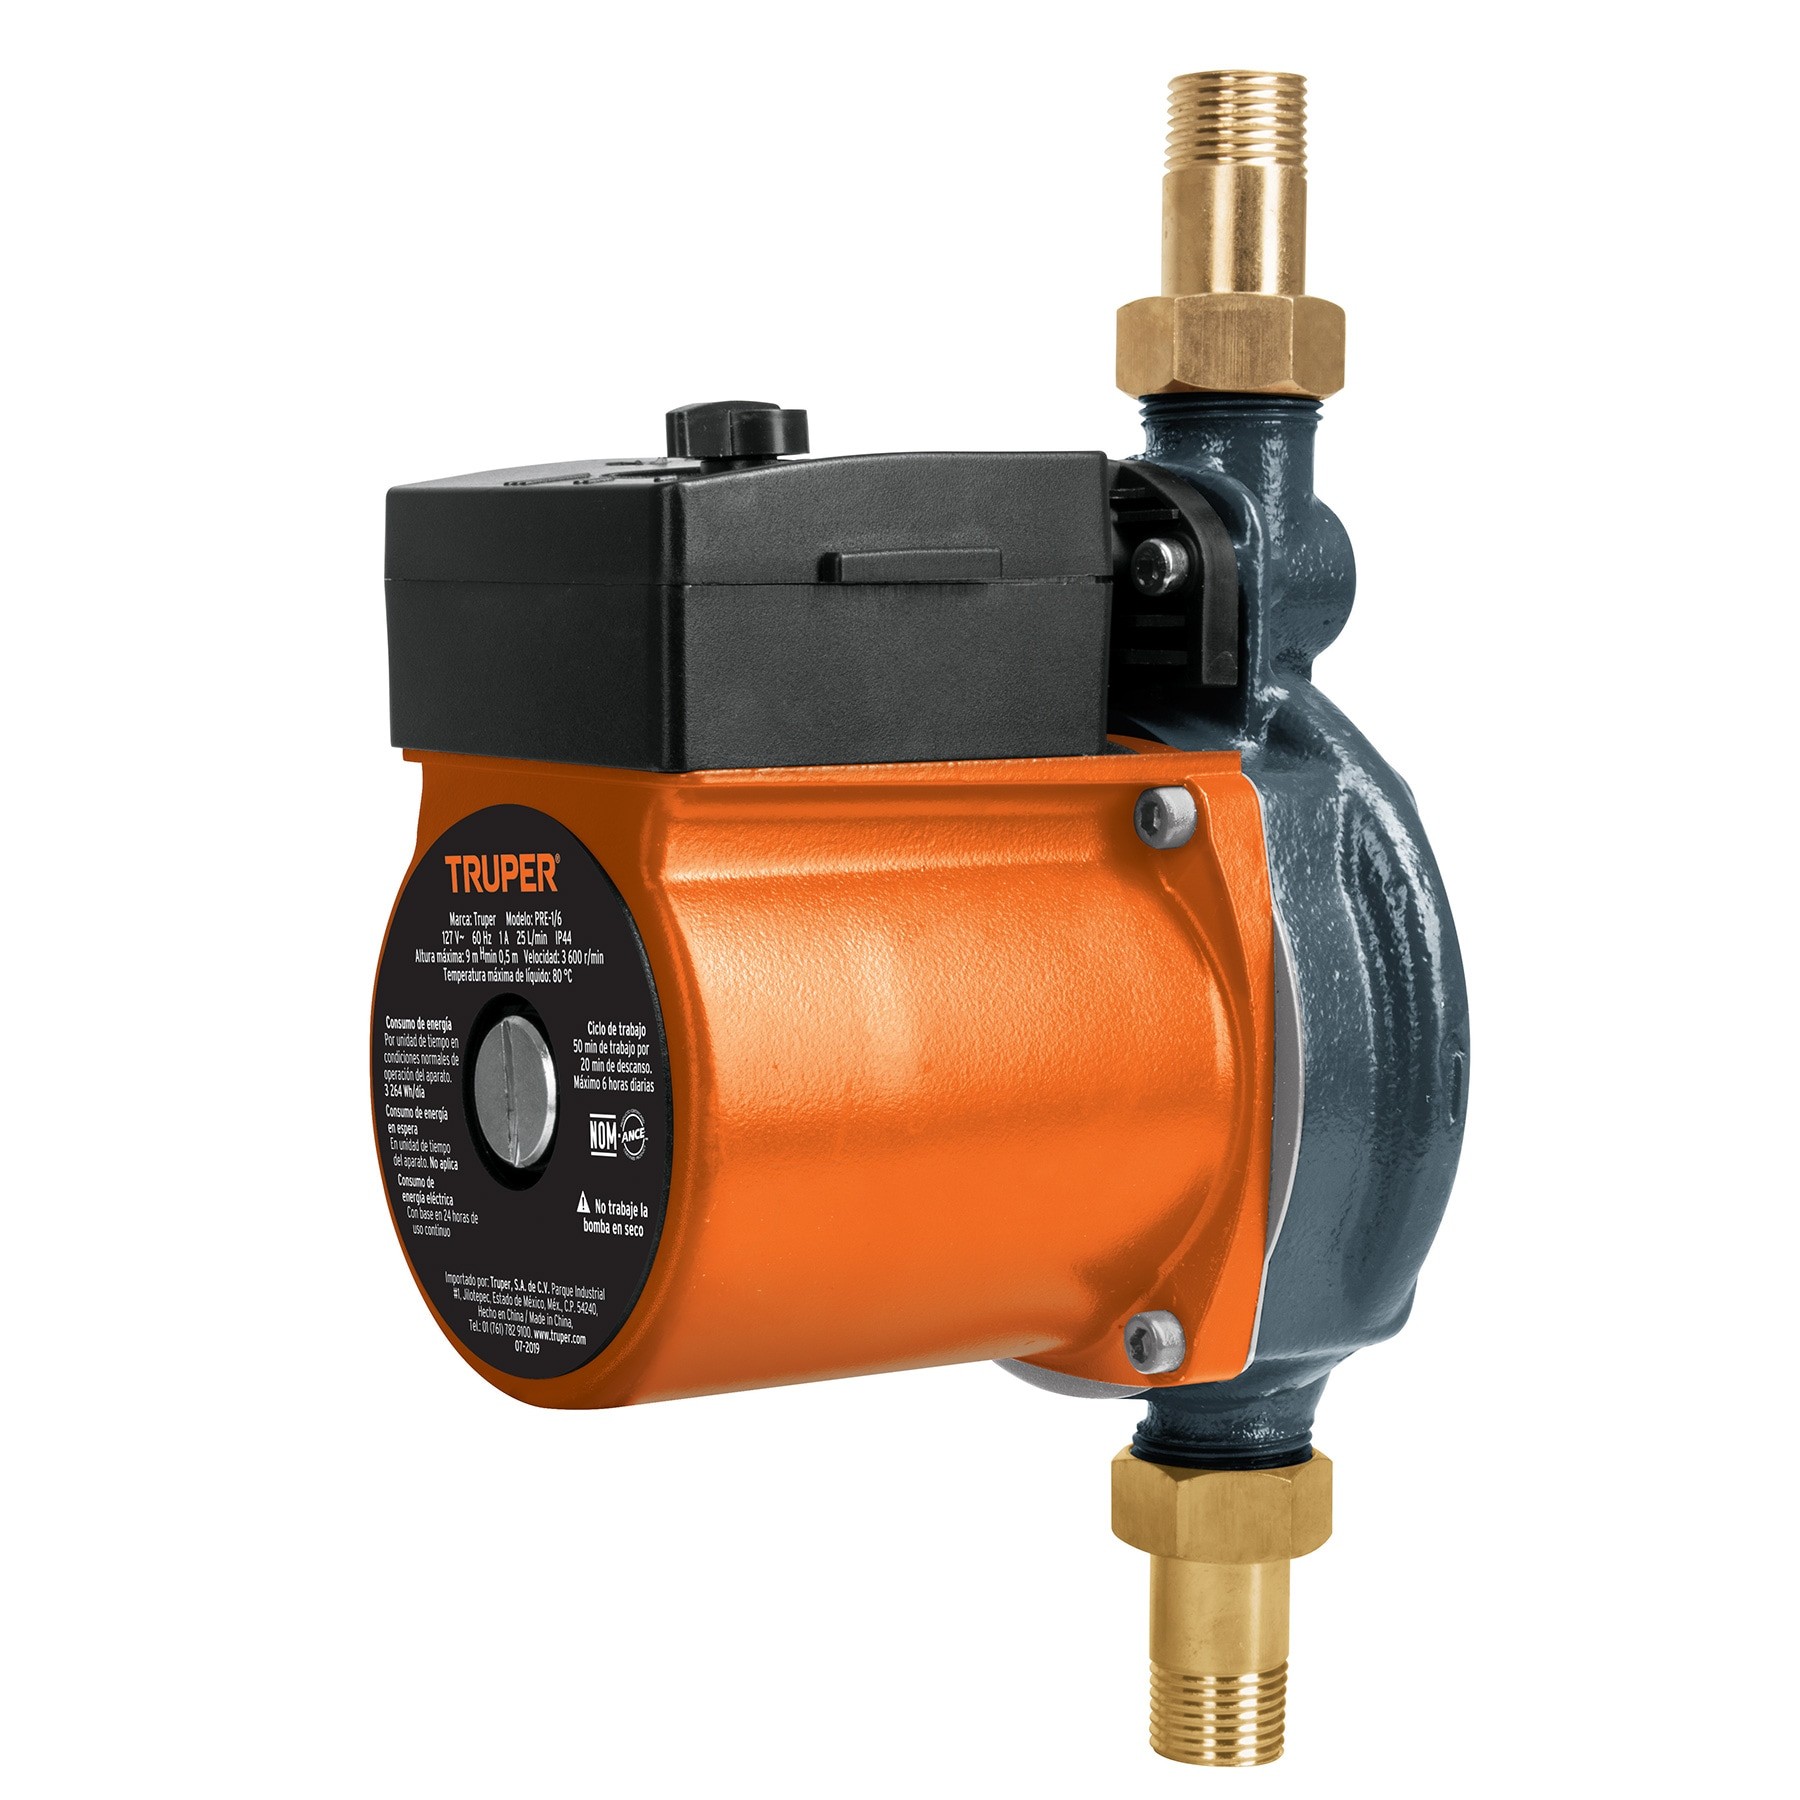 TRUPER®
Marca: Truper Modelo: PRE-1/6
127 V~ 60 Hz 1 A 25 L/min IP44
Altura máxima: 9 m Hmin 0,5 m Velocidad: 3 600 r/min
Temperatura máxima de líquido: 80 °C
Consumo de energía
Por unidad de tiempo en
condiciones normales de
operación del aparato.
3 264 Wh/día
Consumo de energía
en espera
En unidad de tiempo
del aparato. No aplica
Consumo de
energía eléctrica
Con base en 24 horas de
uso continuo
Ciclo de trabajo
50 min de trabajo por
20 min de descanso.
Máximo 6 horas diarias
NOM-ANCE
No trabaje la
bomba en seco
Importado por: Truper, S.A. de C.V. Parque Industrial
#1, Jilotepec, Estado de México, Méx., C.P. 54240,
Hecho en China / Made in China,
Tel.: 01 (761) 782 9100. www.truper.com
07-2019